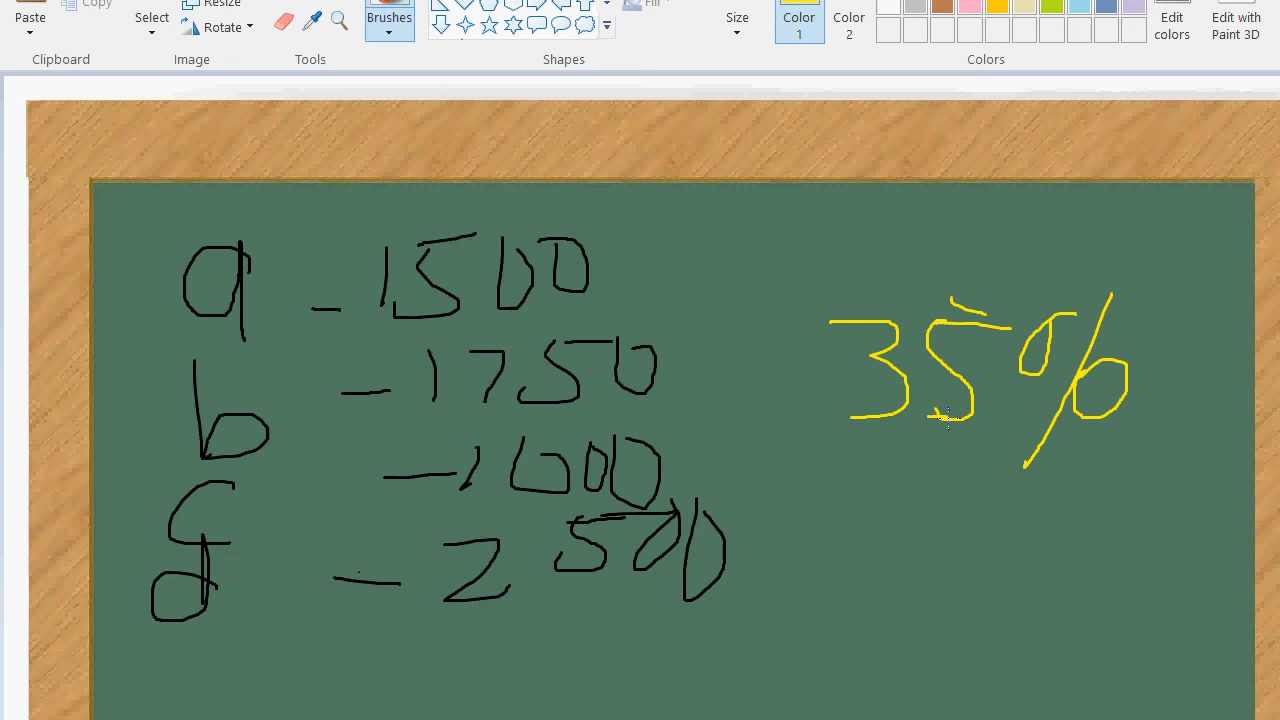 Paste
Copy
Select
Resize
Rotate
Brushes
Fill
Size
Color 1
Color 2
Edit colors
Edit with Paint 3D
Clipboard
Image
Tools
Shapes
Colors
a - 1500
b - 1750
c - 1600
d - 2500
35%